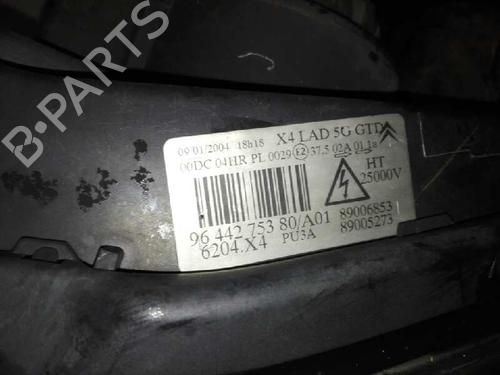 B-PARTS
09/01/2004 18h18 X4 LAD 5G GTD
00DC 04HR PL 0029 E2 37.5 02A 01.1a
HT
25000V
96 442 753 80/A01 89006853
6204.X4 PU3A 89005273